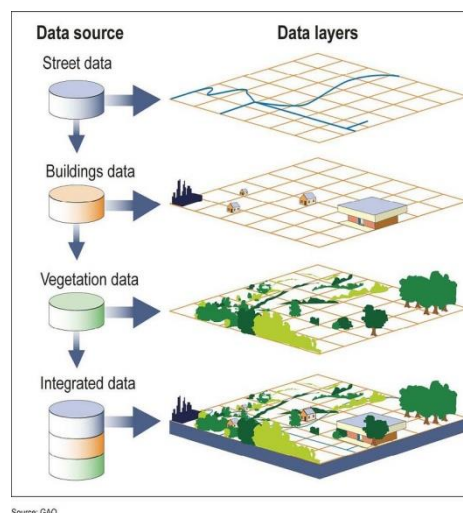 Data source
Data layers
Street data
Buildings data
Vegetation data
Integrated data
Source: GAO